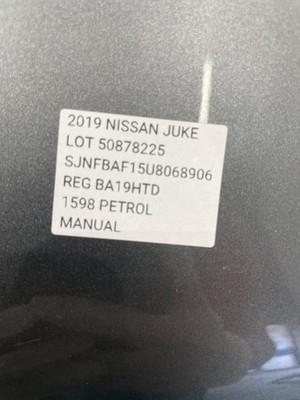 2019 NISSAN JUKE
LOT 50878225
SJNFBAF15U8068906
REG BA19HTD
1598 PETROL
MANUAL